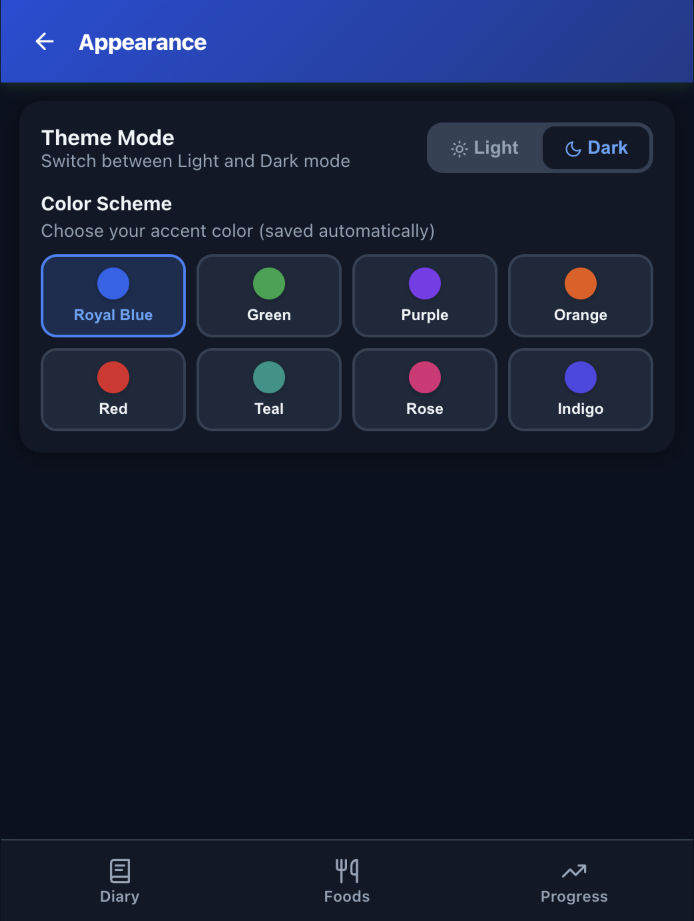 Appearance
Theme Mode
Switch between Light and Dark mode
Light
Dark
Color Scheme
Choose your accent color (saved automatically)
Royal Blue
Green
Purple
Orange
Red
Teal
Rose
Indigo
Diary
Foods
Progress